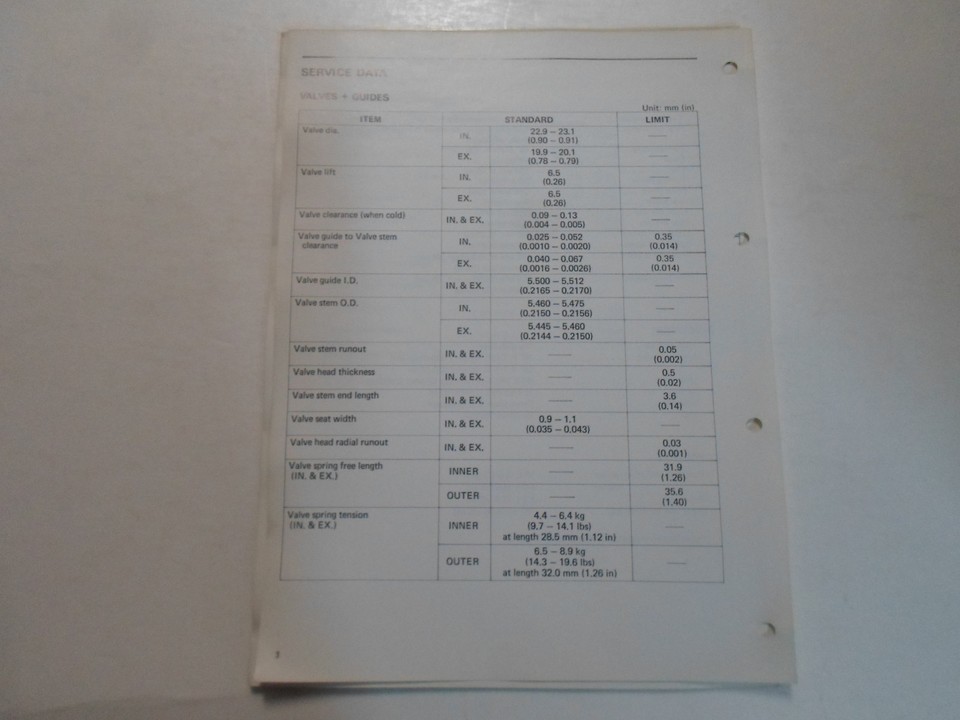 SERVICE DATA
VALVES + GUIDES
Unit: mm (in)
ITEM STANDARD LIMIT
Valve dia. IN. 22.9 – 23.1 ——
(0.90 – 0.91)
EX. 19.9 – 20.1 ——
(0.78 – 0.79)
Valve lift IN. 6.5 ——
(0.26)
EX. 6.5 ——
(0.26)
Valve clearance (when cold) IN. & EX. 0.09 – 0.13 ——
(0.004 – 0.005)
Valve guide to Valve stem IN. 0.025 – 0.052 0.35
clearance (0.0010 – 0.0020) (0.014)
EX. 0.040 – 0.067 0.35
(0.0016 – 0.0026) (0.014)
Valve guide I.D. IN. & EX. 5.500 – 5.512 ——
(0.2165 – 0.2170)
Valve stem O.D. IN. 5.460 – 5.475 ——
(0.2150 – 0.2156)
EX. 5.445 – 5.460 ——
(0.2144 – 0.2150)
Valve stem runout IN. & EX. —— 0.05
(0.002)
Valve head thickness IN. & EX. —— 0.5
(0.02)
Valve stem end length IN. & EX. —— 3.6
(0.14)
Valve seat width IN. & EX. 0.9 – 1.1 ——
(0.035 – 0.043)
Valve head radial runout IN. & EX. —— 0.03
(0.001)
Valve spring free length INNER —— 31.9
(IN. & EX.) (1.26)
OUTER —— 35.6
(1.40)
Valve spring tension INNER 4.4 – 6.4 kg ——
(IN. & EX.) (9.7 – 14.1 lbs)
at length 28.5 mm (1.12 in)
OUTER 6.5 – 8.9 kg ——
(14.3 – 19.6 lbs)
at length 32.0 mm (1.26 in)